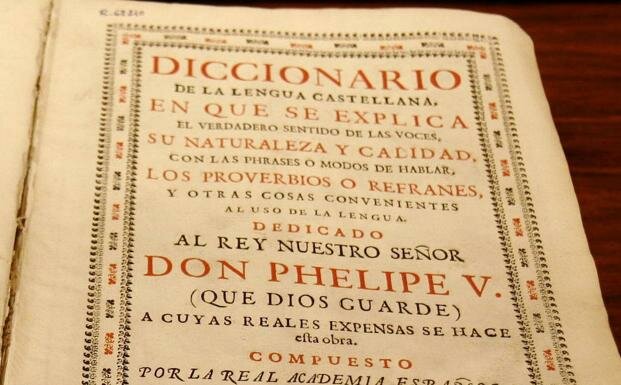 DICCIONARIO
DE LA LENGUA CASTELLANA,
EN QUE SE EXPLICA
EL VERDADERO SENTIDO DE LAS VOCES,
SU NATURALEZA Y CALIDAD,
CON LAS PHRASES O MODOS DE HABLAR,
LOS PROVERBIOS O REFRANES,
Y OTRAS COSAS CONVENIENTES
AL USO DE LA LENGUA.
DEDICADO
AL REY NUESTRO SEÑOR
DON PHELIPE V.
(QUE DIOS GUARDE)
A CUYAS REALES EXPENSAS SE HACE
eſta obra.
COMPUESTO
POR LA REAL ACADEMIA ESPAÑOLA